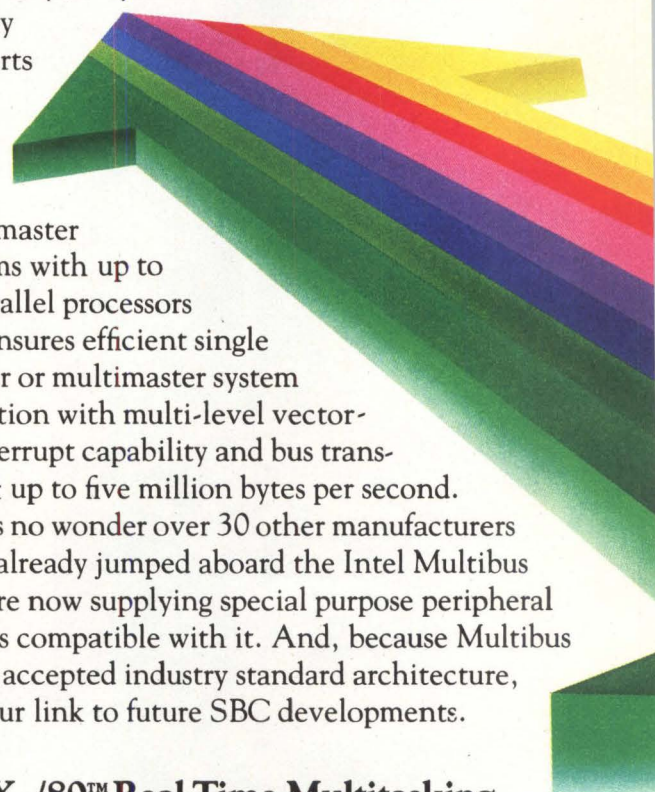 y
rts
master
ns with up to
allel processors
nsures efficient single
r or multimaster system
tion with multi-level vector-
errupt capability and bus trans-
t up to five million bytes per second.
s no wonder over 30 other manufacturers
already jumped aboard the Intel Multibus
re now supplying special purpose peripheral
s compatible with it. And, because Multibus
accepted industry standard architecture,
ur link to future SBC developments.
X /80™ Real Time Multitasking